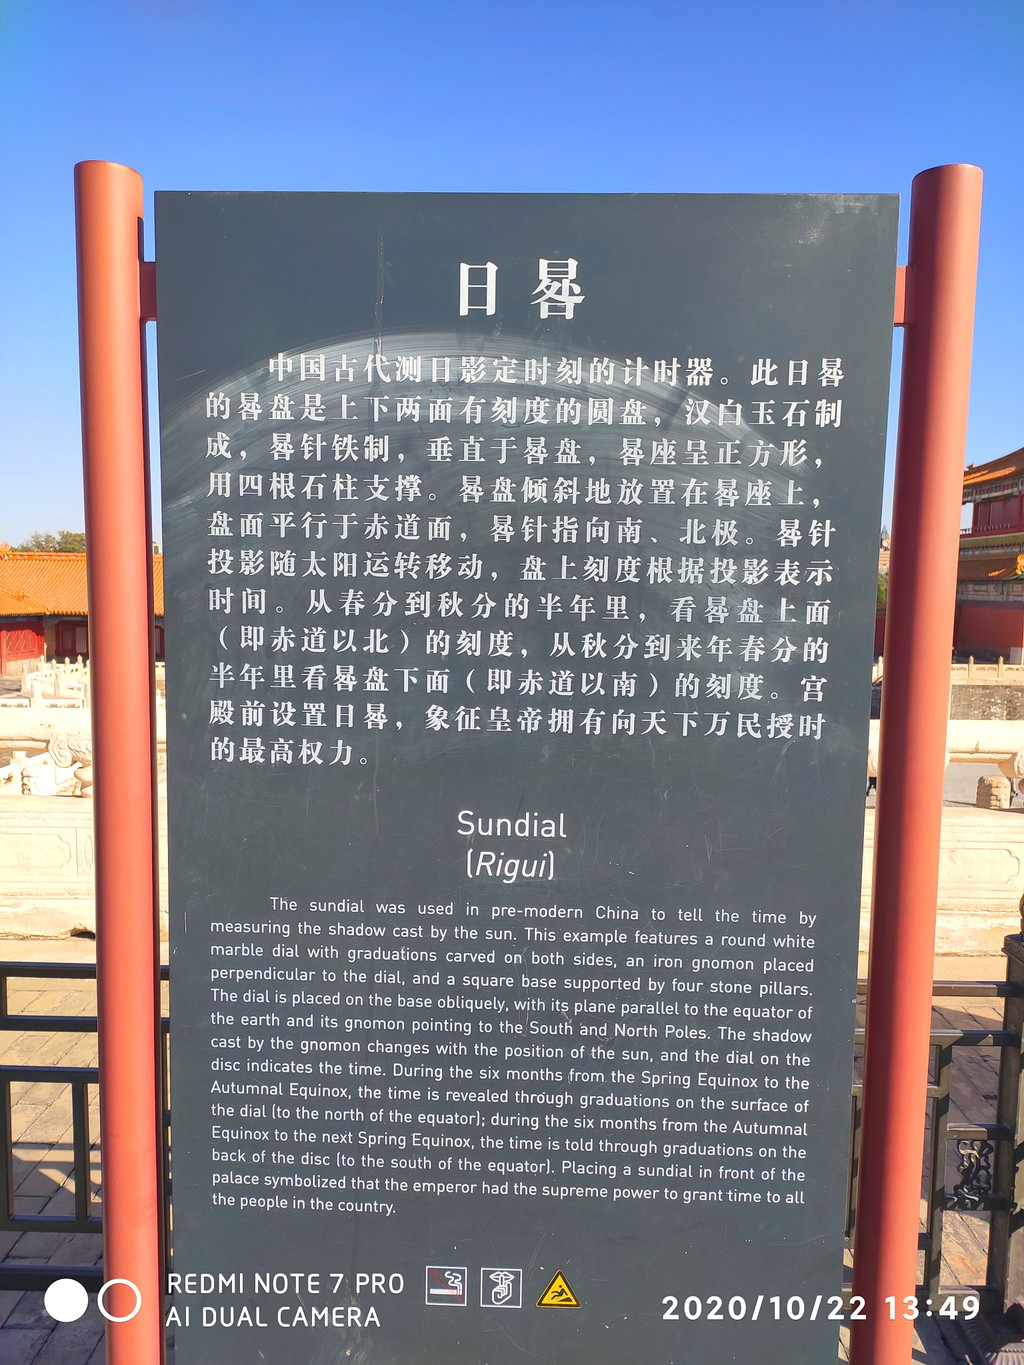 日晷
中国古代测日影定时刻的计时器。此日晷
的晷盘是上下两面有刻度的圆盘，汉白玉石制
成，晷针铁制，垂直于晷盘，晷座呈正方形，
用四根石柱支撑。晷盘倾斜地放置在晷座上，
盘面平行于赤道面，晷针指向南、北极。晷针
投影随太阳运转移动，盘上刻度根据投影表示
时间。从春分到秋分的半年里，看晷盘上面
（即赤道以北）的刻度，从秋分到来年春分的
半年里看晷盘下面（即赤道以南）的刻度。宫
殿前设置日晷，象征皇帝拥有向天下万民授时
的最高权力。
Sundial
(Rigui)
The sundial was used in pre-modern China to tell the time by
measuring the shadow cast by the sun. This example features a round white
marble dial with graduations carved on both sides, an iron gnomon placed
perpendicular to the dial, and a square base supported by four stone pillars.
The dial is placed on the base obliquely, with its plane parallel to the equator of
the earth and its gnomon pointing to the South and North Poles. The shadow
cast by the gnomon changes with the position of the sun, and the dial on the
disc indicates the time. During the six months from the Spring Equinox to the
Autumnal Equinox, the time is revealed through graduations on the surface of
the dial (to the north of the equator); during the six months from the Autumnal
Equinox to the next Spring Equinox, the time is told through graduations on the
back of the disc (to the south of the equator). Placing a sundial in front of the
palace symbolized that the emperor had the supreme power to grant time to all
the people in the country.
REDMI NOTE 7 PRO
AI DUAL CAMERA
2020/10/22 13:49